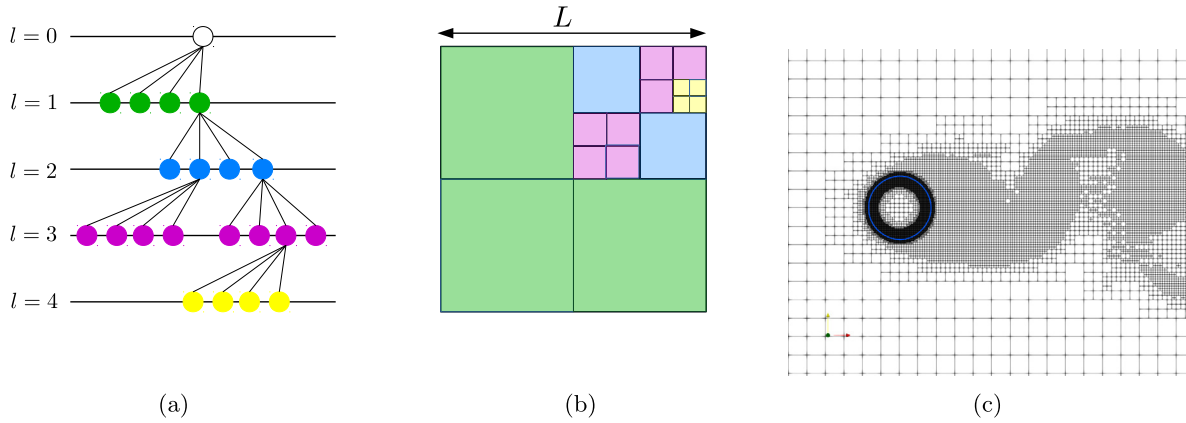 l = 0
l = 1
l = 2
l = 3
l = 4
L
(a)
(b)
(c)